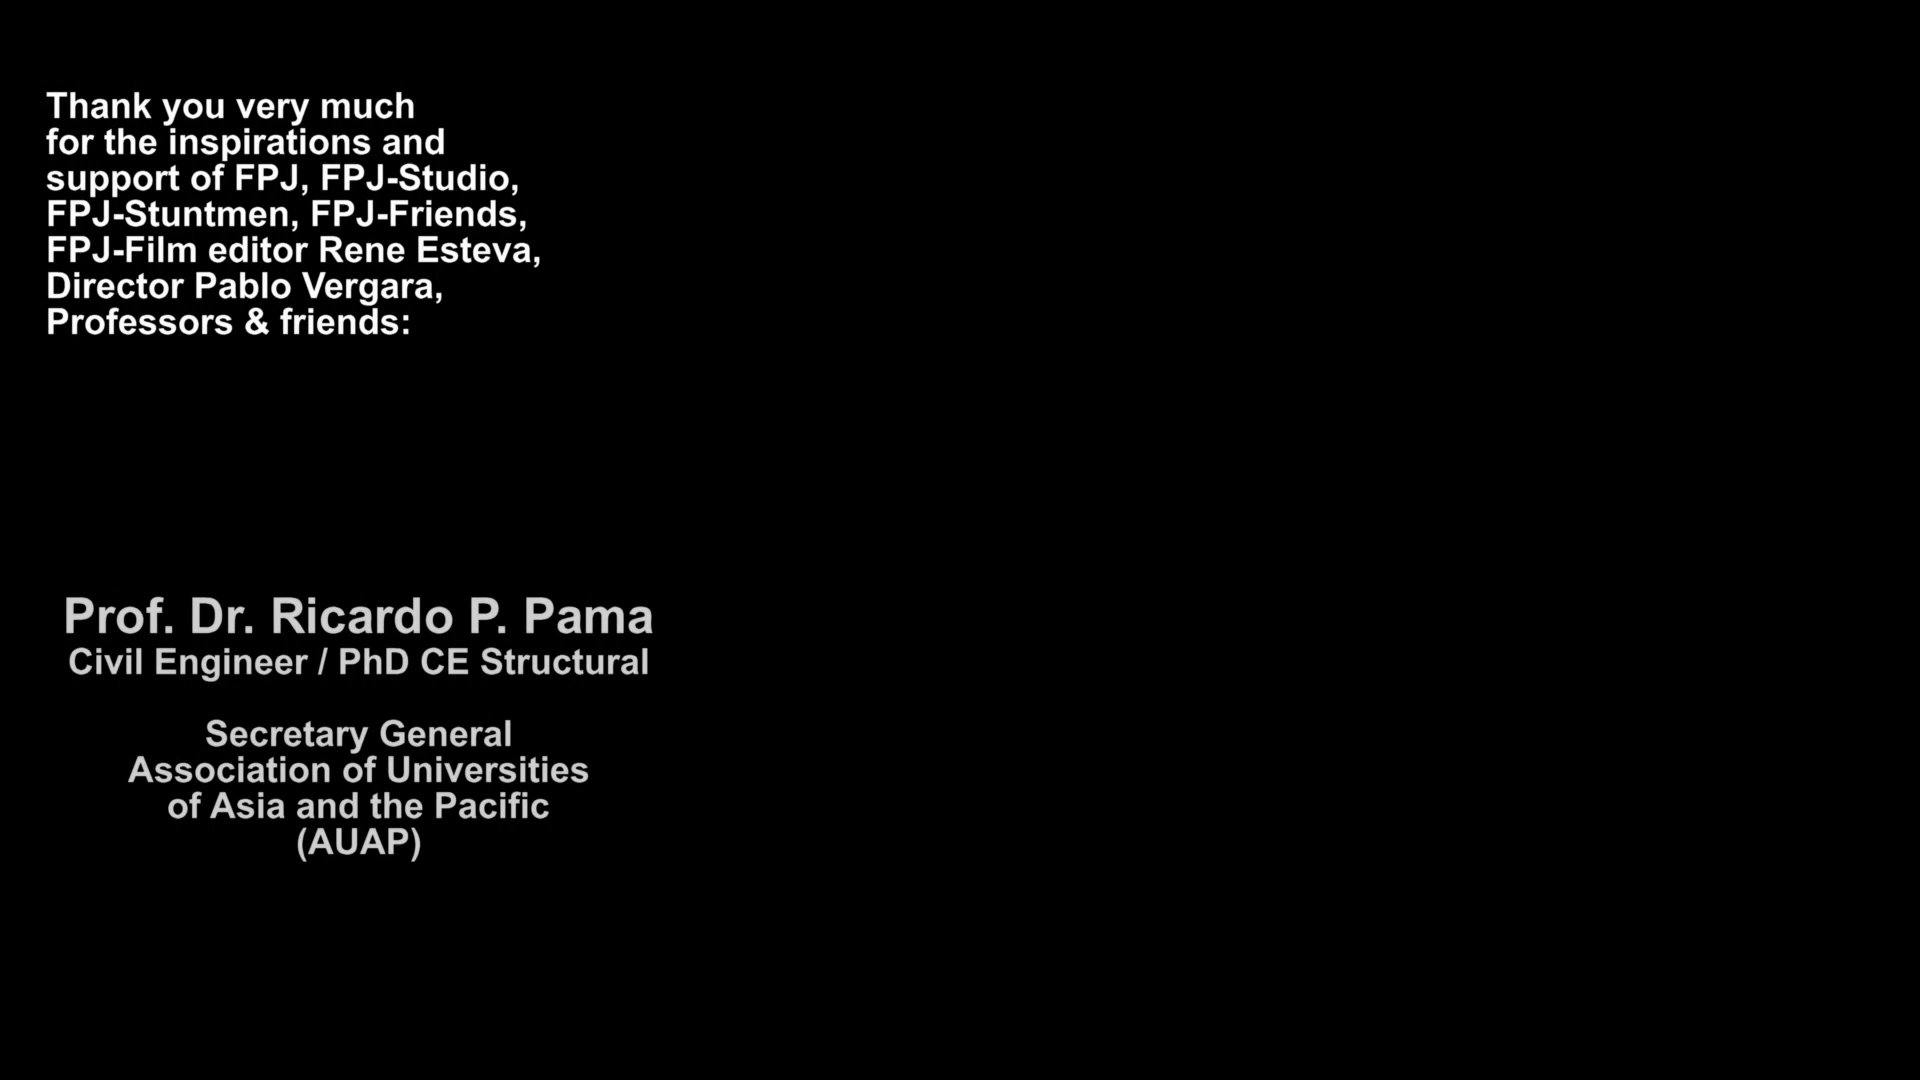 Thank you very much
for the inspirations and
support of FPJ, FPJ-Studio,
FPJ-Stuntmen, FPJ-Friends,
FPJ-Film editor Rene Esteva,
Director Pablo Vergara,
Professors & friends:
Prof. Dr. Ricardo P. Pama
Civil Engineer / PhD CE Structural
Secretary General
Association of Universities
of Asia and the Pacific
(AUAP)